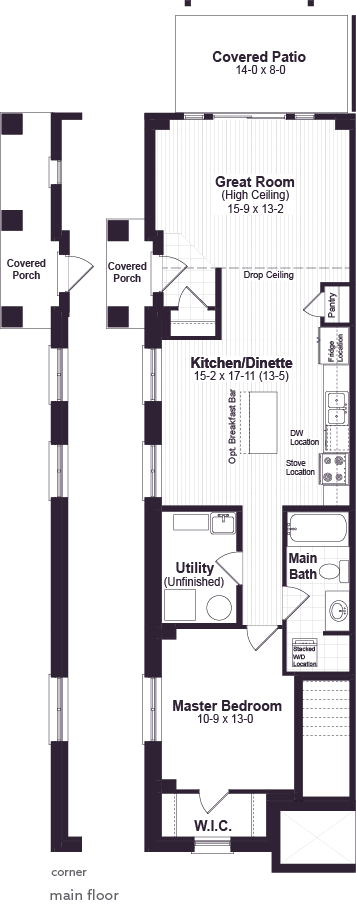 Covered Patio
14-0 x 8-0
Great Room
(High Ceiling)
15-9 x 13-2
Covered
Porch
Covered
Porch
Drop Ceiling
Pantry
Fridge
Location
Kitchen/Dinette
15-2 x 17-11 (13-5)
Opt. Breakfast Bar
DW
Location
Stove
Location
Main
Bath
Utility
(Unfinished)
Stacked
W/D
Location
Master Bedroom
10-9 x 13-0
W.I.C.
corner
main floor